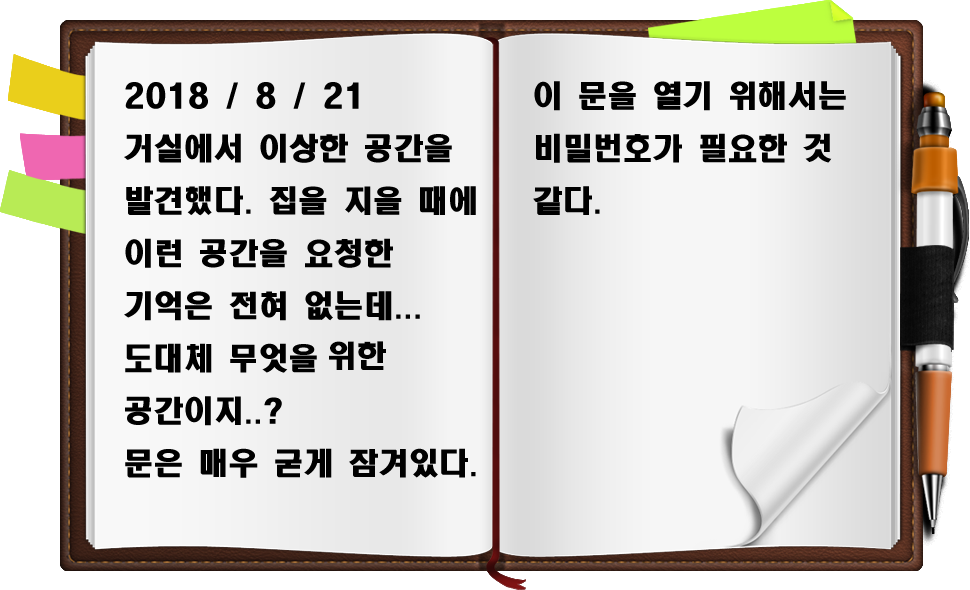 2018 / 8 / 21
거실에서 이상한 공간을
발견했다. 집을 지을 때에
이런 공간을 요청한
기억은 전혀 없는데...
도대체 무엇을 위한
공간이지..?
문은 매우 굳게 잠겨있다.
이 문을 열기 위해서는
비밀번호가 필요한 것
같다.